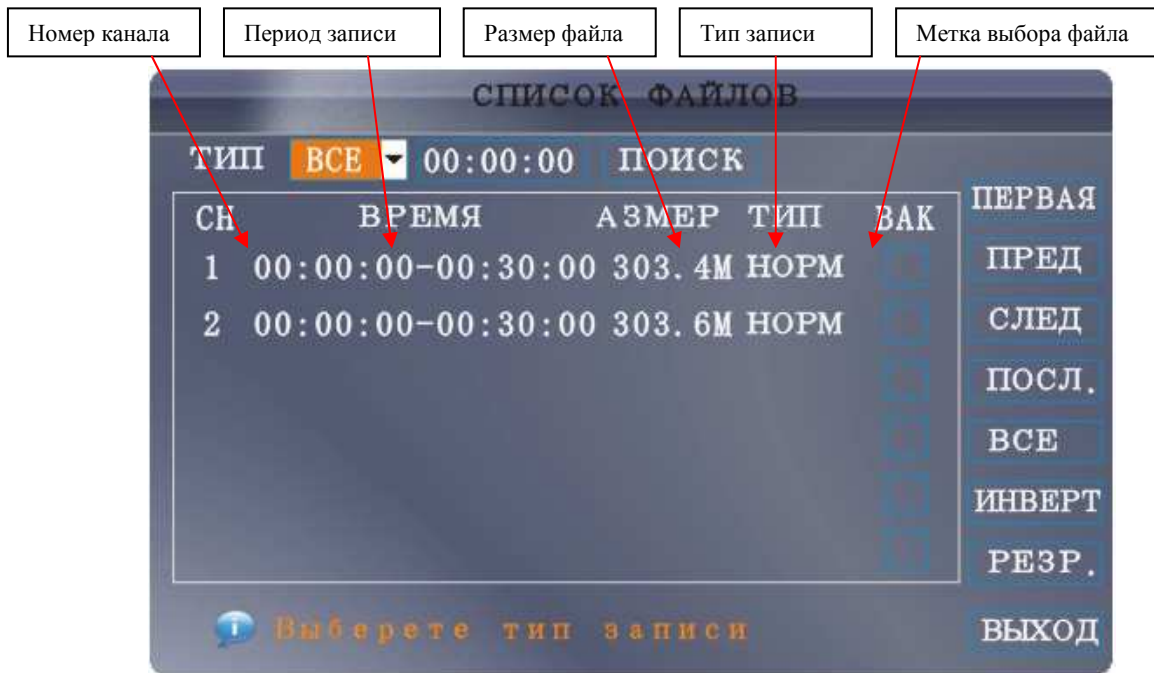 Номер канала
Период записи
Размер файла
Тип записи
Метка выбора файла
СПИСОК ФАЙЛОВ
ТИП ВСЕ 00:00:00 ПОИСК
CH ВРЕМЯ АЗМЕР ТИП BAK
1 00:00:00-00:30:00 303.4M НОРМ
2 00:00:00-00:30:00 303.6M НОРМ
ПЕРВАЯ
ПРЕД
СЛЕД
ПОСЛ.
ВСЕ
ИНВЕРТ
РЕЗР.
ВЫХОД
Выберете тип записи